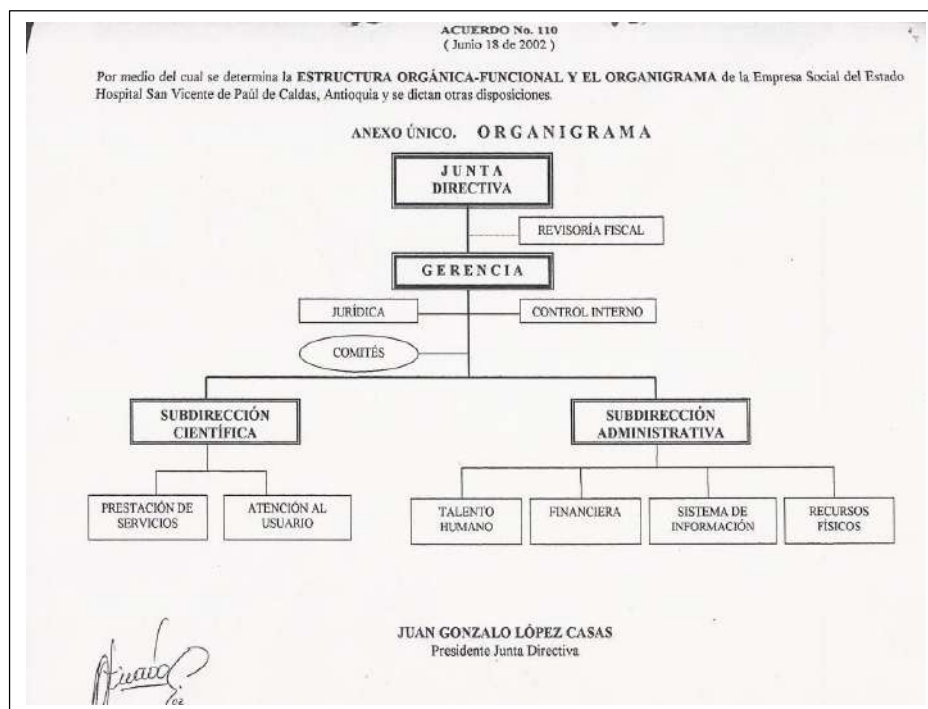 ACUERDO No. 110
( Junio 18 de 2002 )
Por medio del cual se determina la ESTRUCTURA ORGÁNICA-FUNCIONAL Y EL ORGANIGRAMA de la Empresa Social del Estado
Hospital San Vicente de Paúl de Caldas, Antioquia y se dictan otras disposiciones.
ANEXO ÚNICO. ORGANIGRAMA
JUNTA
DIRECTIVA
REVISORÍA FISCAL
GERENCIA
JURÍDICA
CONTROL INTERNO
COMITÉS
SUBDIRECCIÓN
CIENTÍFICA
SUBDIRECCIÓN
ADMINISTRATIVA
PRESTACIÓN DE
SERVICIOS
ATENCIÓN AL
USUARIO
TALENTO
HUMANO
FINANCIERA
SISTEMA DE
INFORMACIÓN
RECURSOS
FÍSICOS
JUAN GONZALO LÓPEZ CASAS
Presidente Junta Directiva